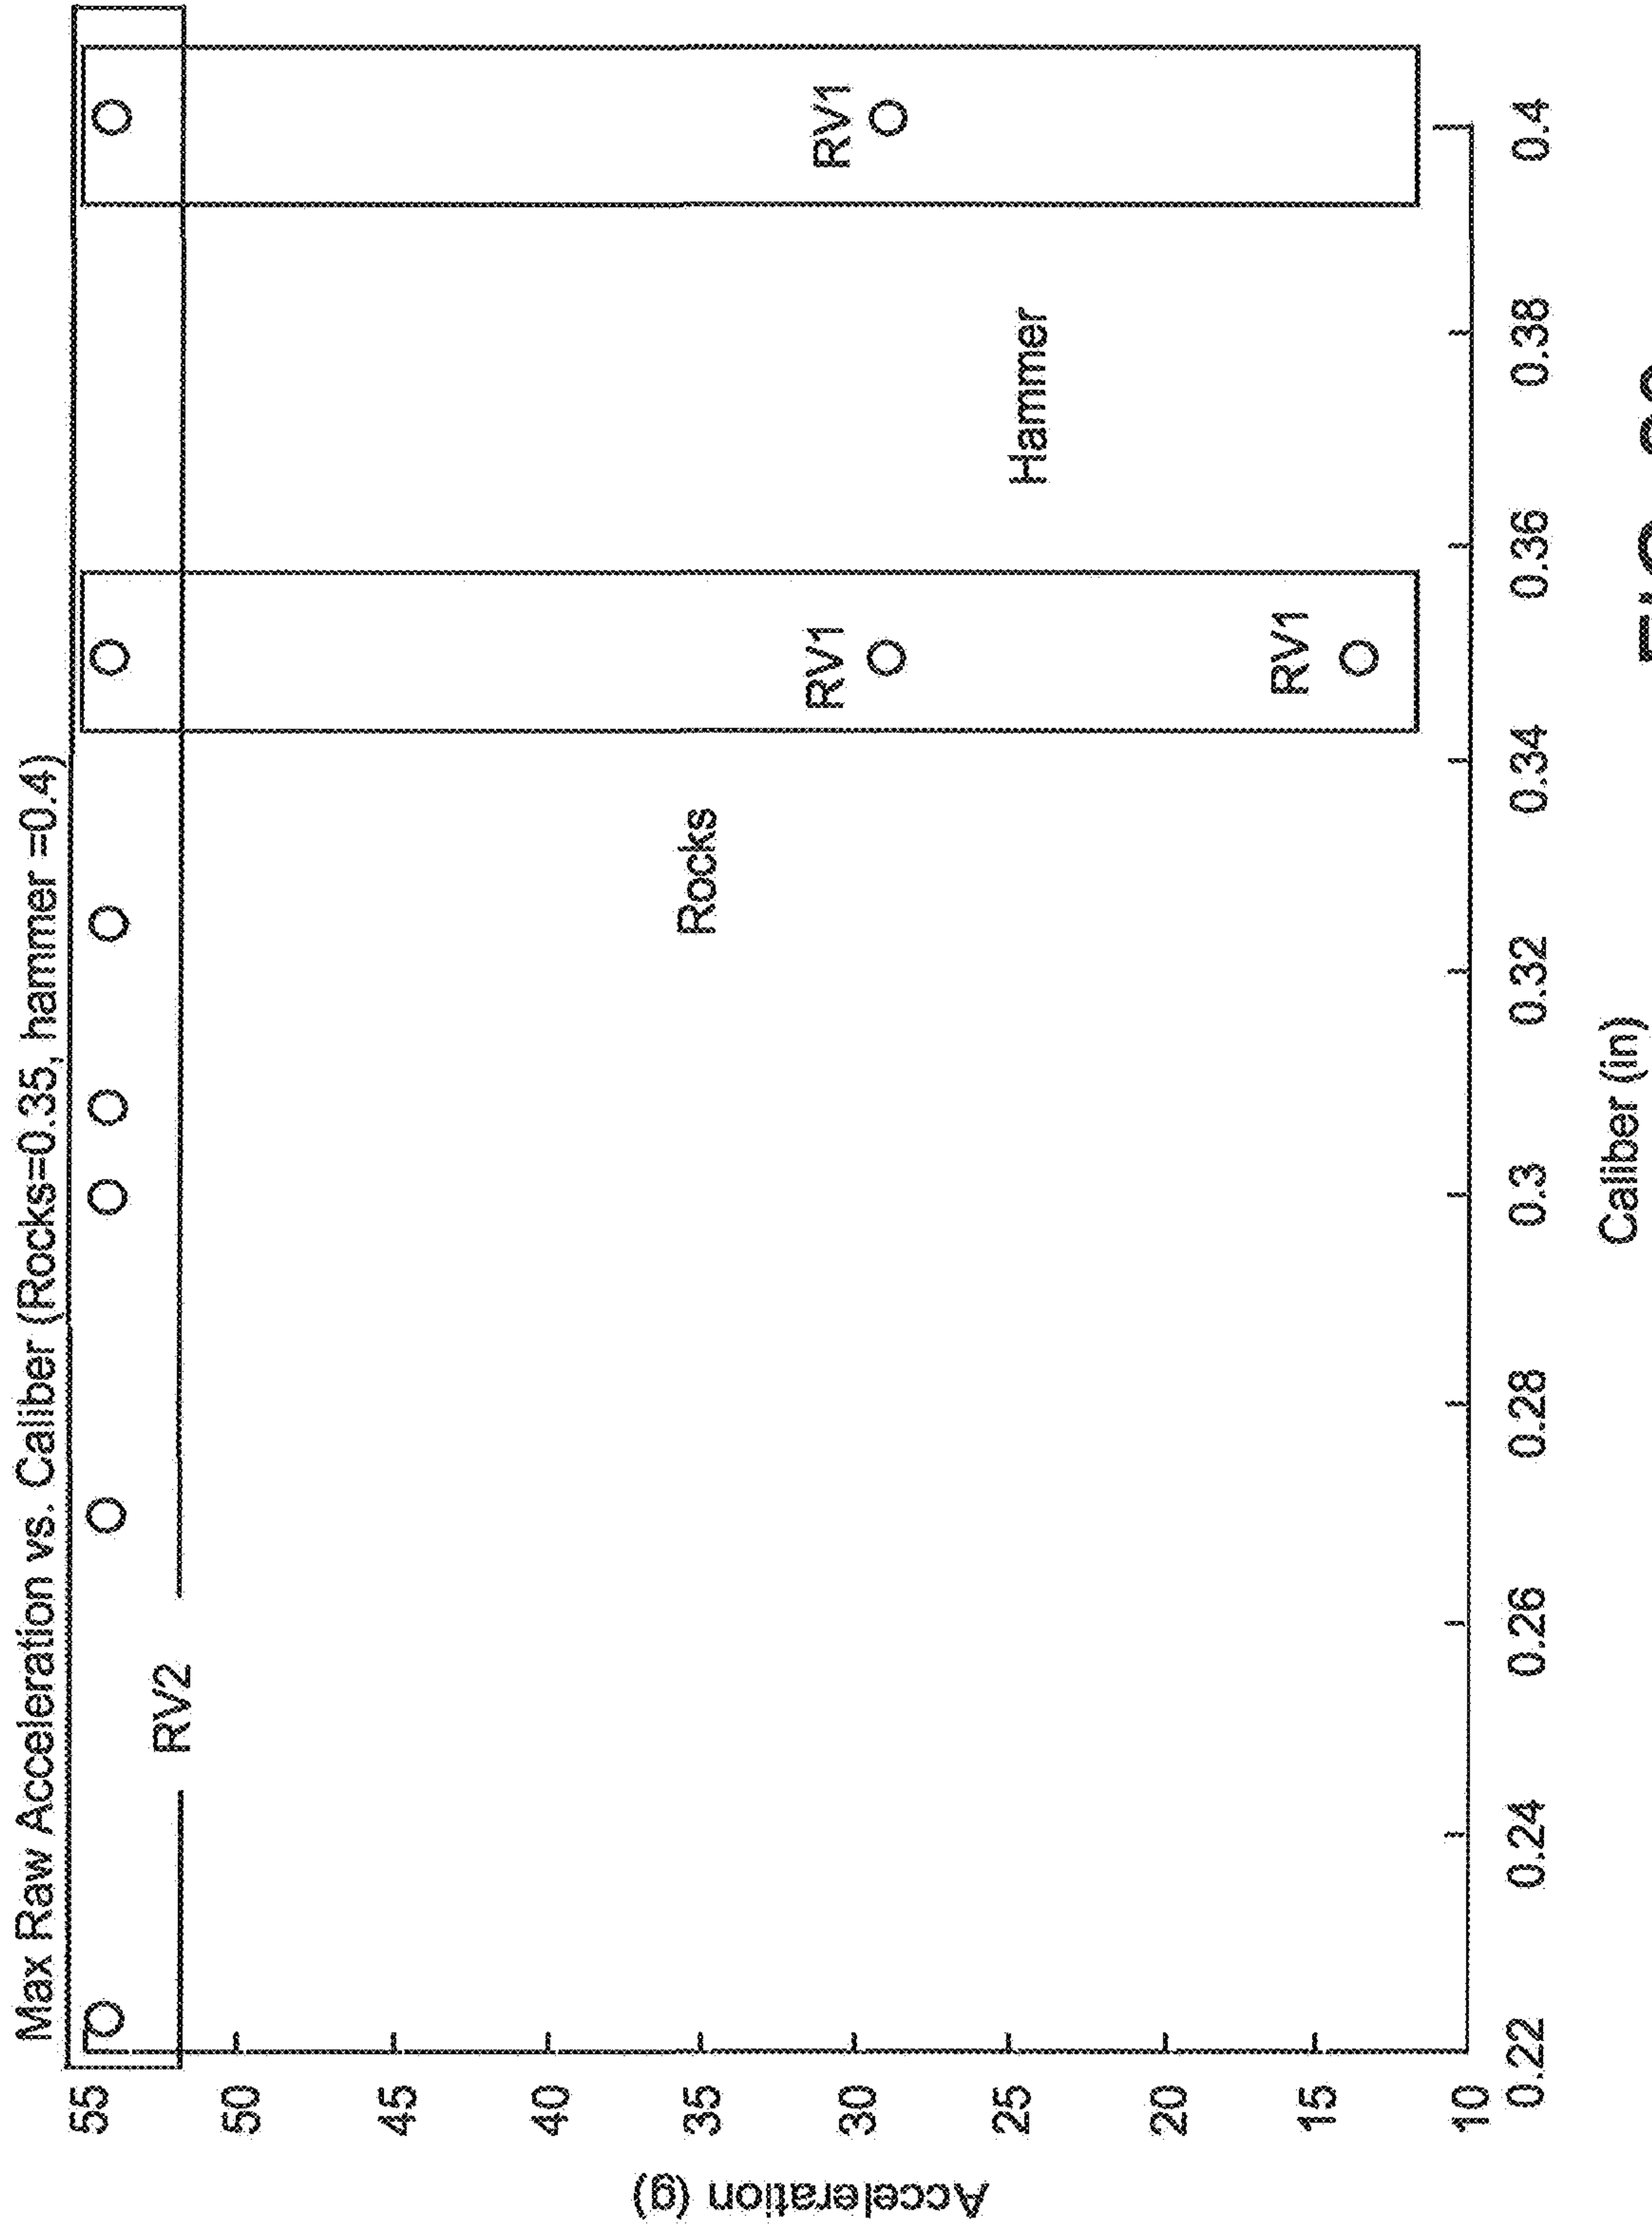 Max Raw Acceleration vs. Caliber (Rocks=0.35, hammer =0.4)
RV2
RV1
RV1
RV1
Rocks
Hammer
55
50
45
40
35
30
25
20
15
10
Acceleration (g)
0.22
0.24
0.26
0.28
0.3
0.32
0.34
0.36
0.38
0.4
Caliber (in)